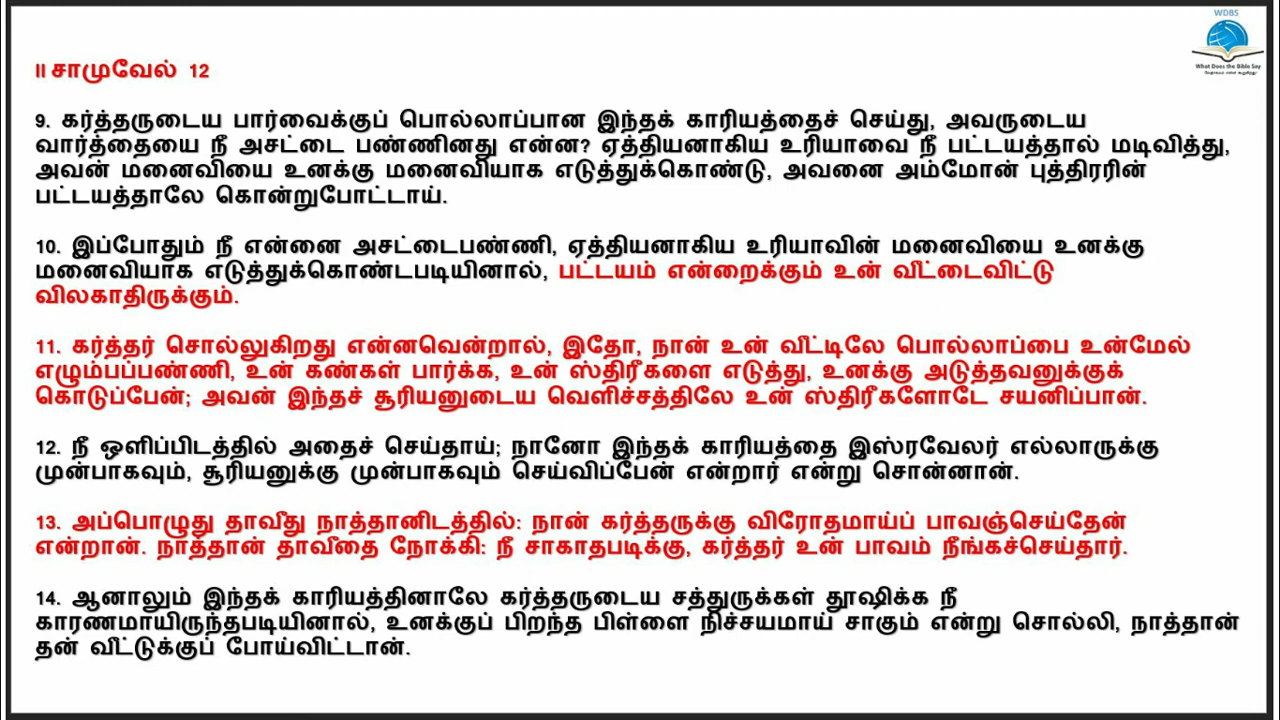 WDBS
What Does the Bible Say
வேதாகமம் என்ன கூறுகிறது?
II சாமுவேல் 12
9. கர்த்தருடைய பார்வைக்குப் பொல்லாப்பான இந்தக் காரியத்தைச் செய்து, அவருடைய
வார்த்தையை நீ அசட்டை பண்ணினது என்ன? ஏத்தியனாகிய உரியாவை நீ பட்டயத்தால் மடிவித்து,
அவன் மனைவியை உனக்கு மனைவியாக எடுத்துக்கொண்டு, அவனை அம்மோன் புத்திரரின்
பட்டயத்தாலே கொன்றுபோட்டாய்.
10. இப்போதும் நீ என்னை அசட்டைபண்ணி, ஏத்தியனாகிய உரியாவின் மனைவியை உனக்கு
மனைவியாக எடுத்துக்கொண்டபடியினால், பட்டயம் என்றைக்கும் உன் வீட்டைவிட்டு
விலகாதிருக்கும்.
11. கர்த்தர் சொல்லுகிறது என்னவென்றால், இதோ, நான் உன் வீட்டிலே பொல்லாப்பை உன்மேல்
எழும்பப்பண்ணி, உன் கண்கள் பார்க்க, உன் ஸ்திரீகளை எடுத்து, உனக்கு அடுத்தவனுக்குக்
கொடுப்பேன்; அவன் இந்தச் சூரியனுடைய வெளிச்சத்திலே உன் ஸ்திரீகளோடே சயனிப்பான்.
12. நீ ஒளிப்பிடத்தில் அதைச் செய்தாய்; நானோ இந்தக் காரியத்தை இஸ்ரவேலர் எல்லாருக்கு
முன்பாகவும், சூரியனுக்கு முன்பாகவும் செய்விப்பேன் என்றார் என்று சொன்னான்.
13. அப்பொழுது தாவீது நாத்தானிடத்தில்: நான் கர்த்தருக்கு விரோதமாய்ப் பாவஞ்செய்தேன்
என்றான். நாத்தான் தாவீதை நோக்கி: நீ சாகாதபடிக்கு, கர்த்தர் உன் பாவம் நீங்கச்செய்தார்.
14. ஆனாலும் இந்தக் காரியத்தினாலே கர்த்தருடைய சத்துருக்கள் தூஷிக்க நீ
காரணமாயிருந்தபடியினால், உனக்குப் பிறந்த பிள்ளை நிச்சயமாய் சாகும் என்று சொல்லி, நாத்தான்
தன் வீட்டுக்குப் போய்விட்டான்.